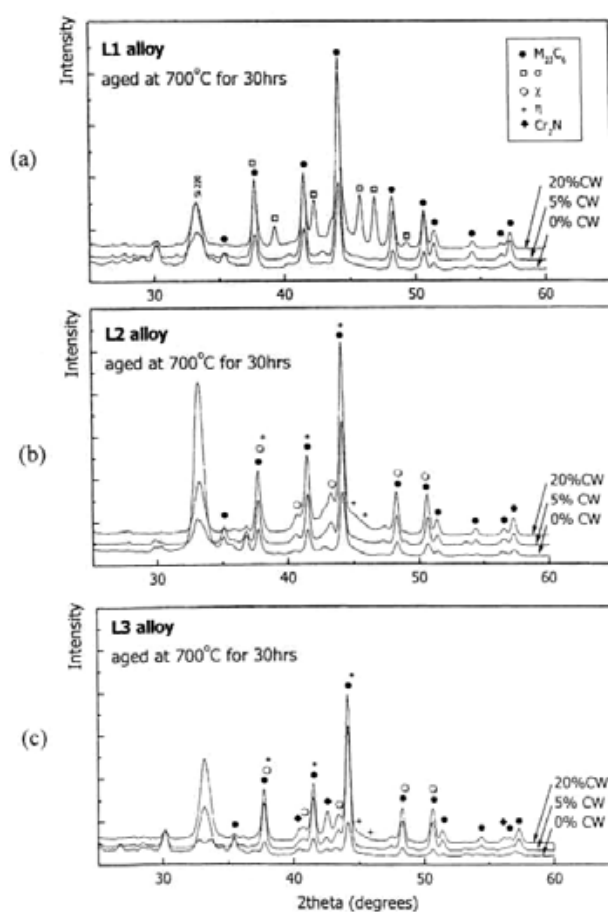 (a)
Intensity
L1 alloy
aged at 700°C for 30hrs
M₂₃C₆
σ
χ
η
Cr₂N
Si 220
20%CW
5% CW
0% CW
30 40 50 60
(b)
Intensity
L2 alloy
aged at 700°C for 30hrs
20%CW
5% CW
0% CW
30 40 50 60
(c)
Intensity
L3 alloy
aged at 700°C for 30hrs
20%CW
5% CW
0% CW
30 40 50 60
2theta (degrees)